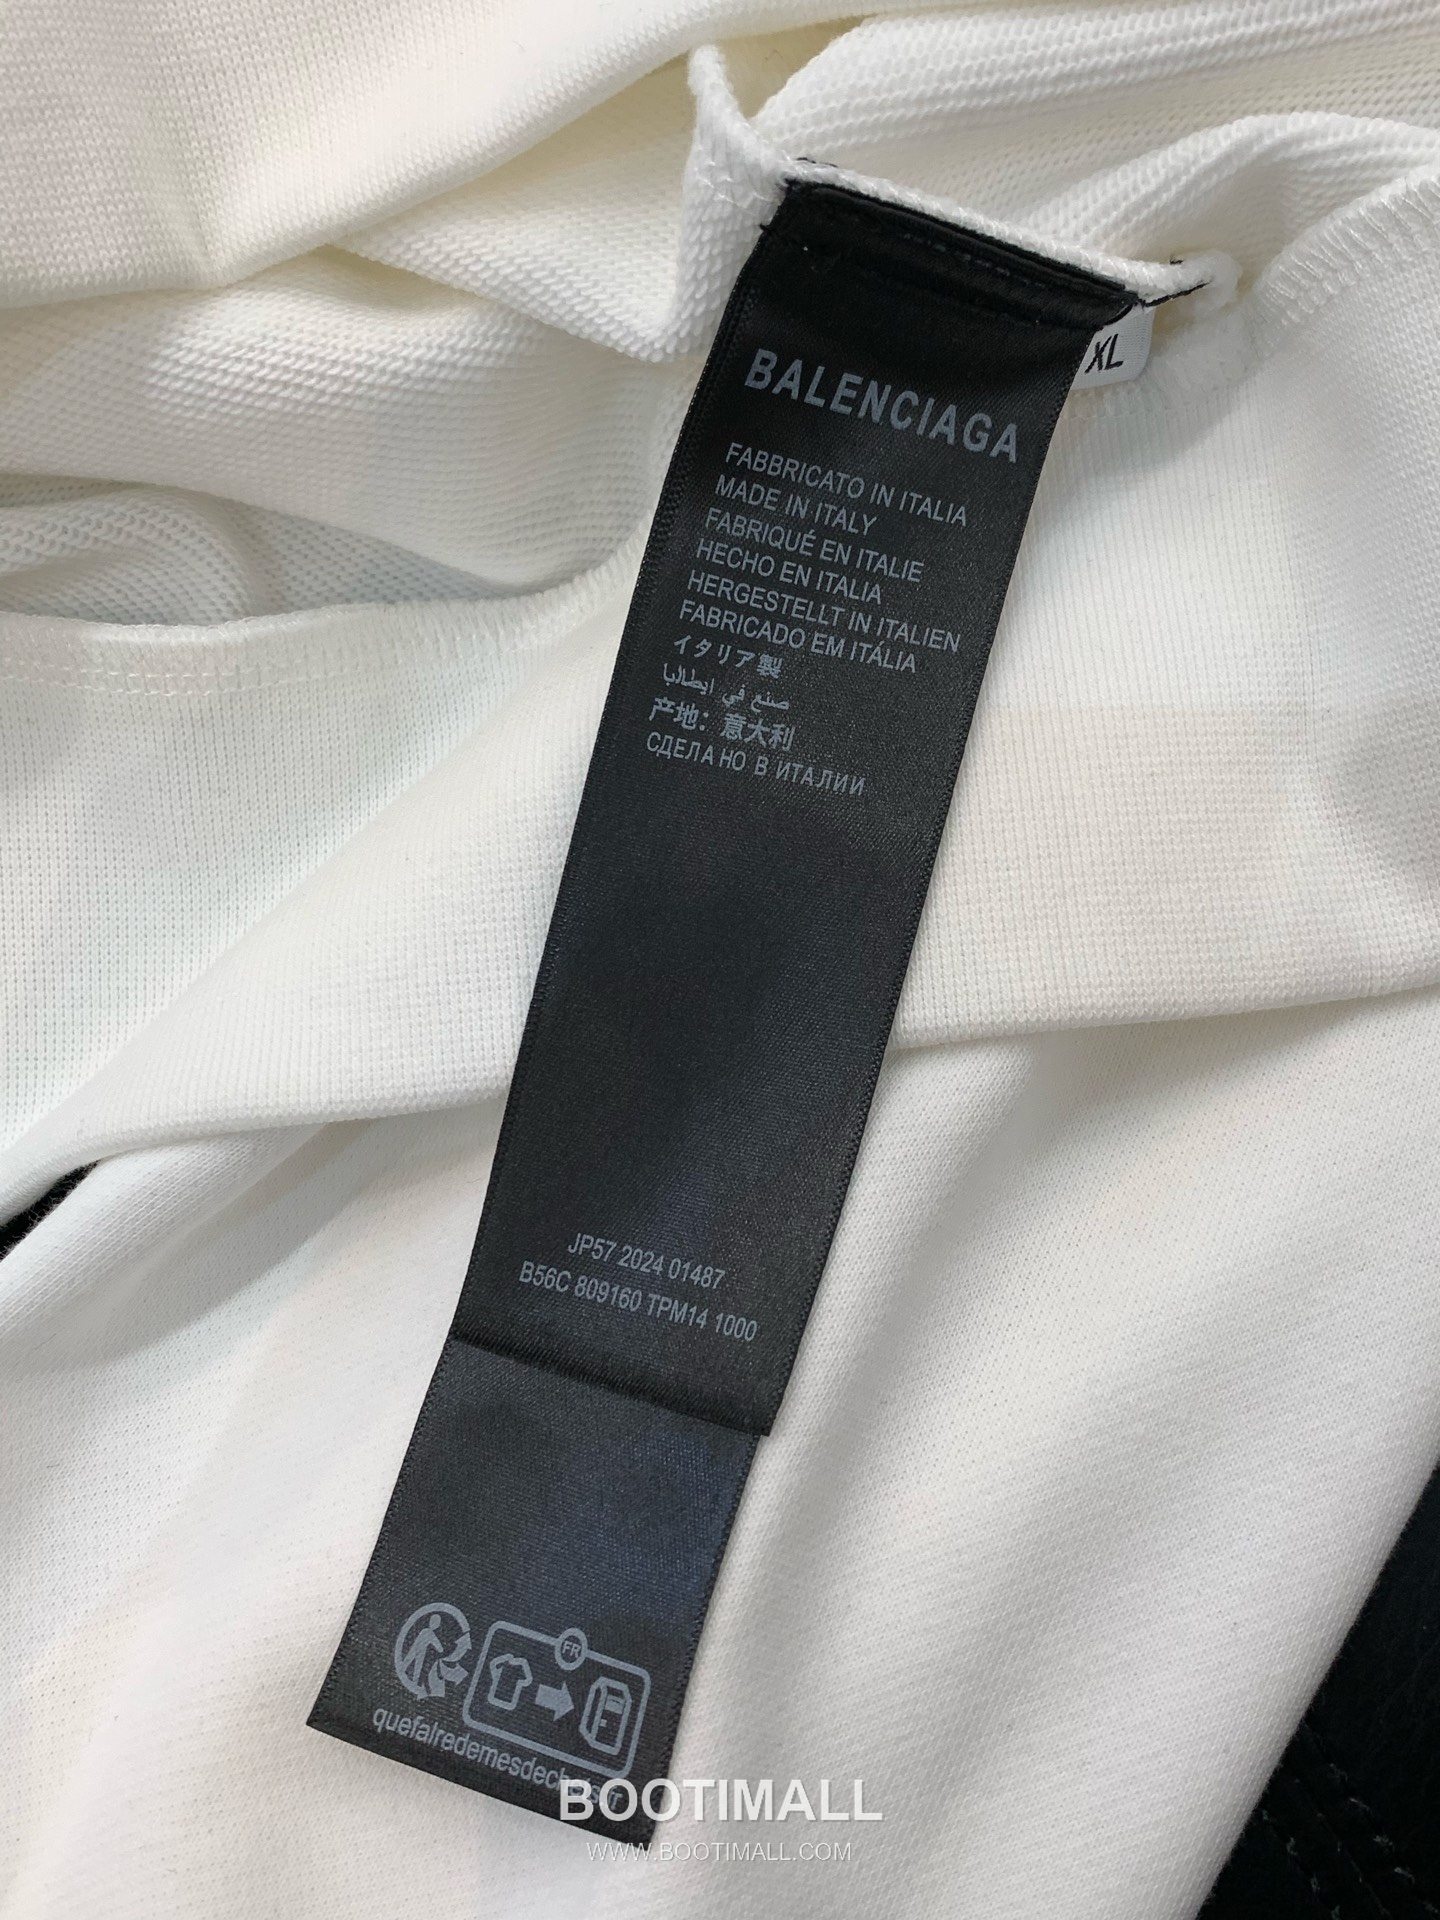 XL
BALENCIAGA
FABBRICATO IN ITALIA
MADE IN ITALY
FABRIQUÉ EN ITALIE
HECHO EN ITALIA
HERGESTELLT IN ITALIEN
FABRICADO EM ITÁLIA
イタリア製
صنع في ايطاليا
产地：意大利
СДЕЛАНО В ИТАЛИИ
JP57 2024 01487
B56C 809160 TPM14 1000
FR
BOOTIMALL
WWW.BOOTIMALL.COM